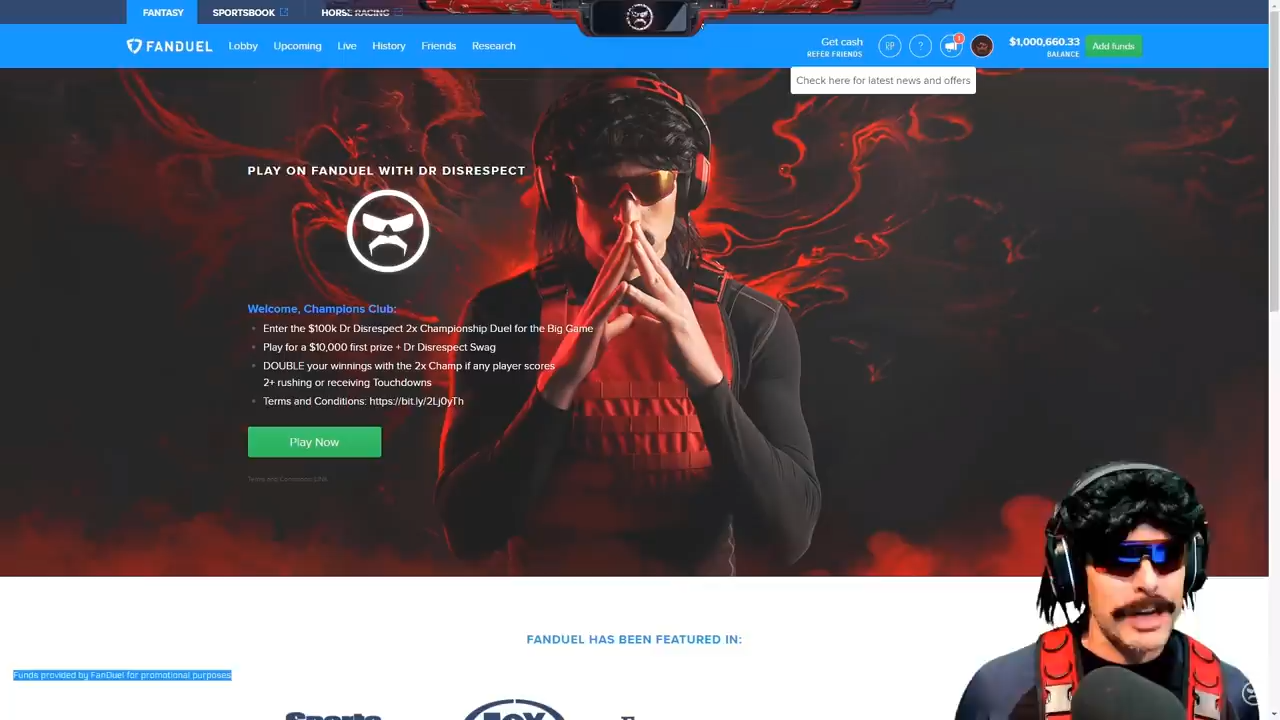 FANTASY
SPORTSBOOK
HORSE RACING
FANDUEL
Lobby
Upcoming
Live
History
Friends
Research
Get cash
REFER FRIENDS
?
1
$1,000,660.33
BALANCE
Add funds
Check here for latest news and offers
PLAY ON FANDUEL WITH DR DISRESPECT
Welcome, Champions Club:
Enter the $100k Dr Disrespect 2x Championship Duel for the Big Game
Play for a $10,000 first prize + Dr Disrespect Swag
DOUBLE your winnings with the 2x Champ if any player scores
2+ rushing or receiving Touchdowns
Terms and Conditions: https://bit.ly/2Lj0yTh
Play Now
FANDUEL HAS BEEN FEATURED IN:
Funds provided by FanDuel for promotional purposes
Sports
FOX